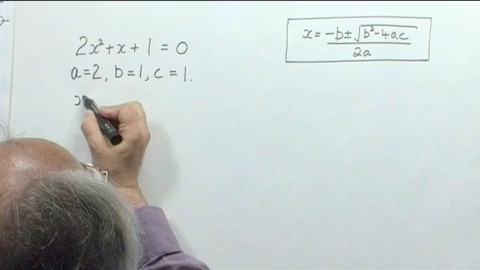 2x² + x + 1 = 0
a=2, b=1, c=1.
x
x = -b±√b²-4ac / 2a